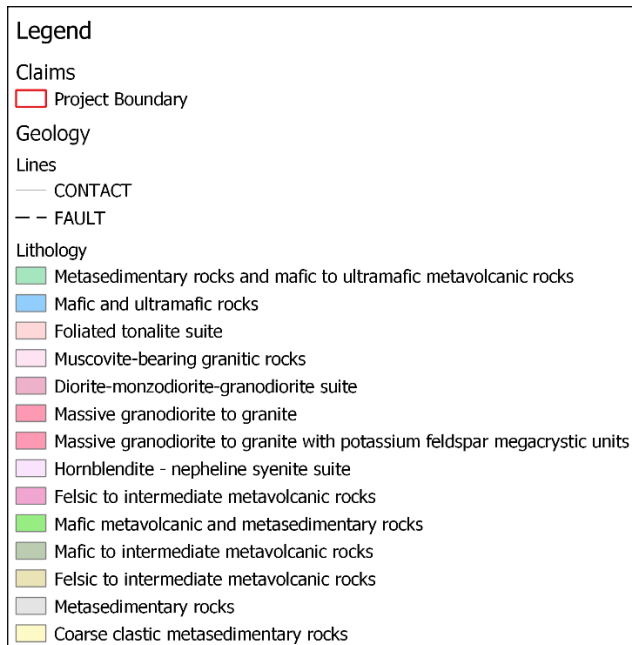 Legend
Claims
Project Boundary
Geology
Lines
CONTACT
FAULT
Lithology
Metasedimentary rocks and mafic to ultramafic metavolcanic rocks
Mafic and ultramafic rocks
Foliated tonalite suite
Muscovite-bearing granitic rocks
Diorite-monzodiorite-granodiorite suite
Massive granodiorite to granite
Massive granodiorite to granite with potassium feldspar megacrystic units
Hornblendite - nepheline syenite suite
Felsic to intermediate metavolcanic rocks
Mafic metavolcanic and metasedimentary rocks
Mafic to intermediate metavolcanic rocks
Felsic to intermediate metavolcanic rocks
Metasedimentary rocks
Coarse clastic metasedimentary rocks